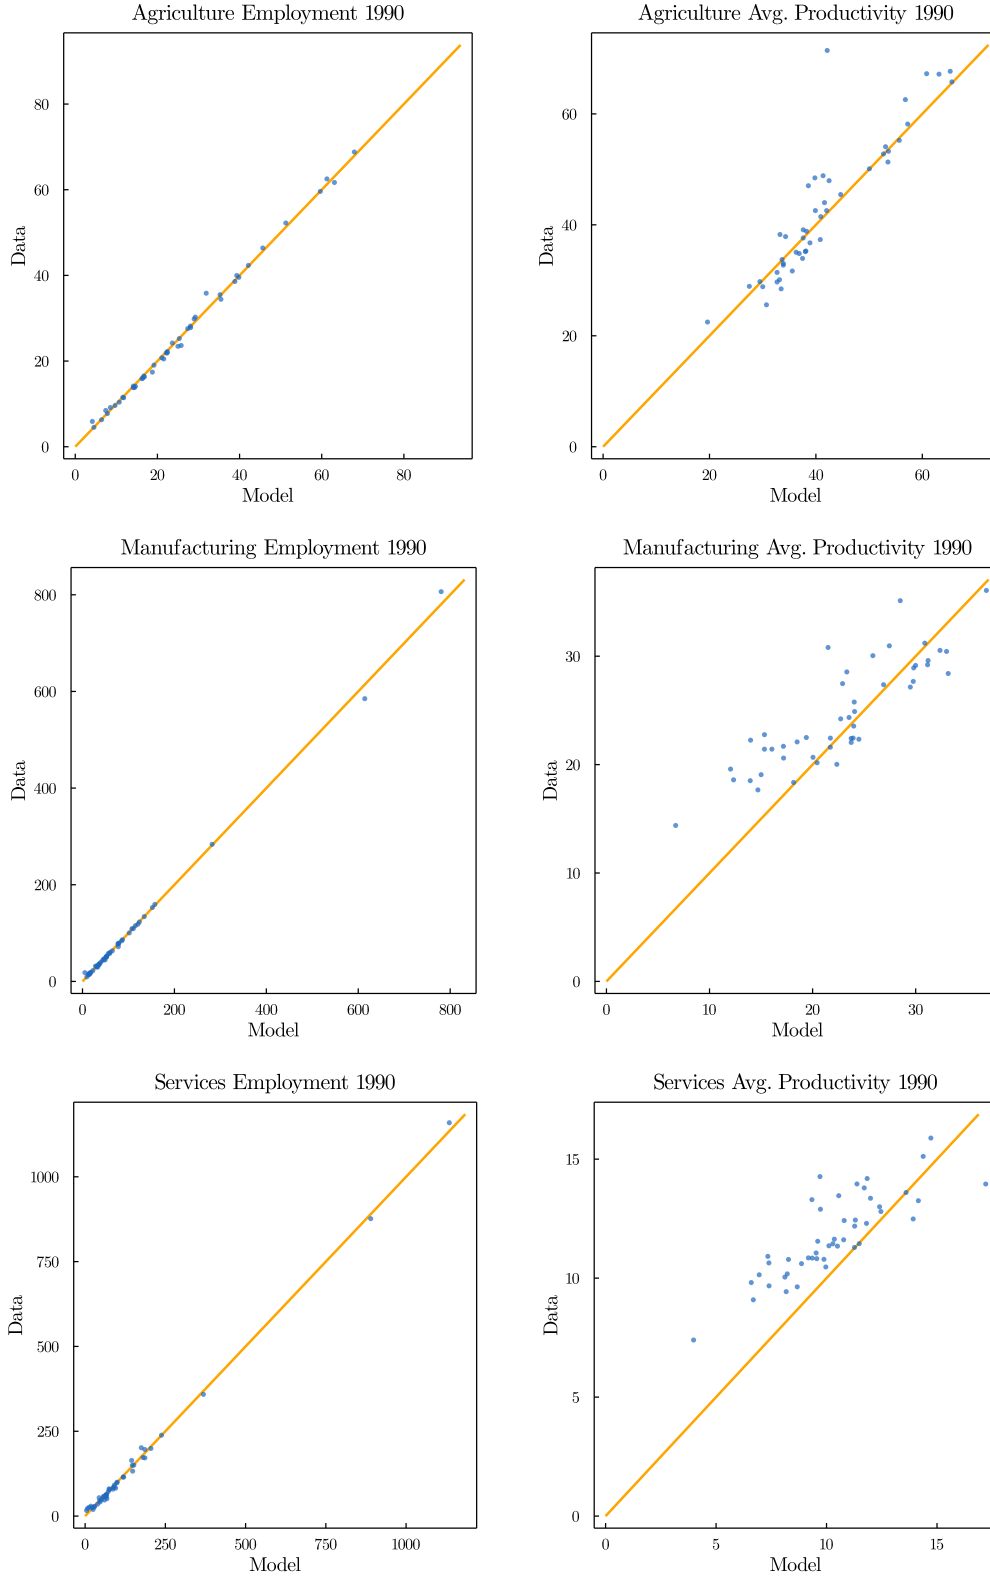 Agriculture Employment 1990
Data
80
60
40
20
0
0 20 40 60 80
Model
Agriculture Avg. Productivity 1990
Data
60
40
20
0
0 20 40 60
Model
Manufacturing Employment 1990
Data
800
600
400
200
0
0 200 400 600 800
Model
Manufacturing Avg. Productivity 1990
Data
30
20
10
0
0 10 20 30
Model
Services Employment 1990
Data
1000
750
500
250
0
0 250 500 750 1000
Model
Services Avg. Productivity 1990
Data
15
10
5
0
0 5 10 15
Model